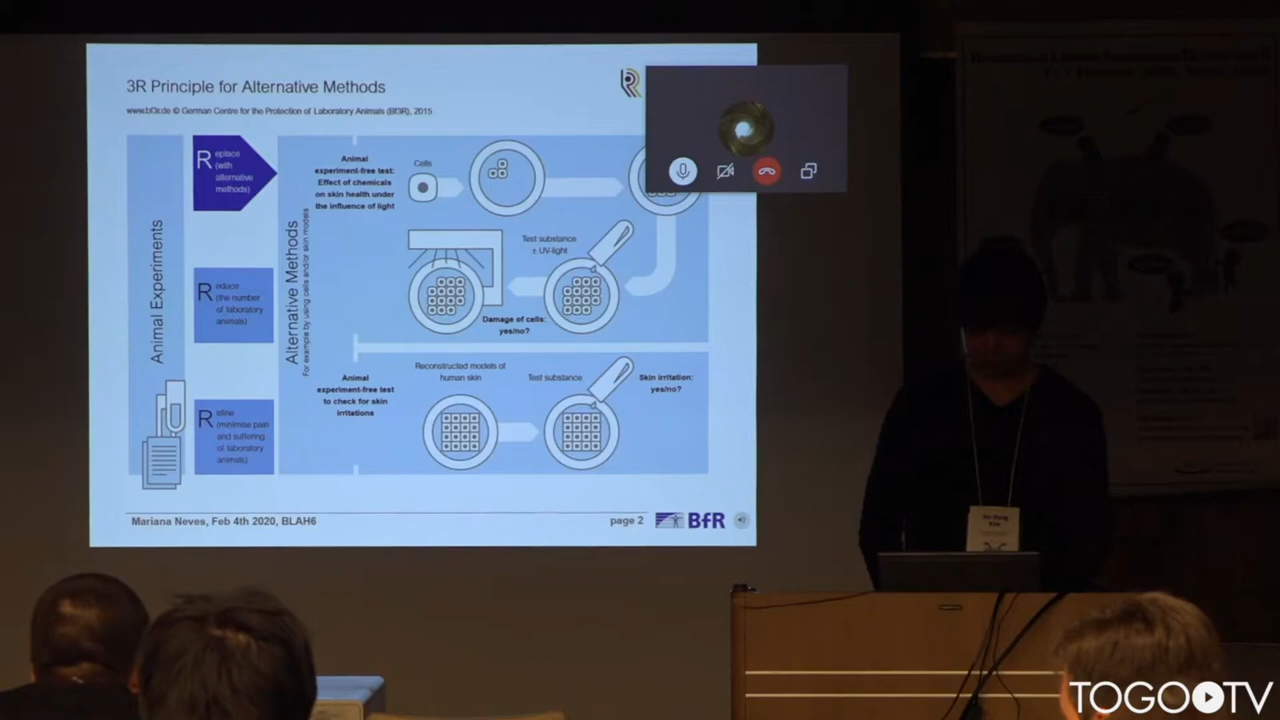 3R Principle for Alternative Methods
www.bf3r.de © German Centre for the Protection of Laboratory Animals (Bf3R), 2015
Animal Experiments
Replace
(with
alternative
methods)
Reduce
(the number
of laboratory
animals)
Refine
(minimise pain
and suffering
of laboratory
animals)
Alternative Methods
For example by using cells and/or skin models
Animal
experiment-free test:
Effect of chemicals
on skin health under
the influence of light
Cells
Test substance
± UV-light
Damage of cells:
yes/no?
Animal
experiment-free test
to check for skin
irritations
Reconstructed models of
human skin
Test substance
Skin irritation:
yes/no?
Mariana Neves, Feb 4th 2020, BLAH6
page 2
BfR
TOGO TV